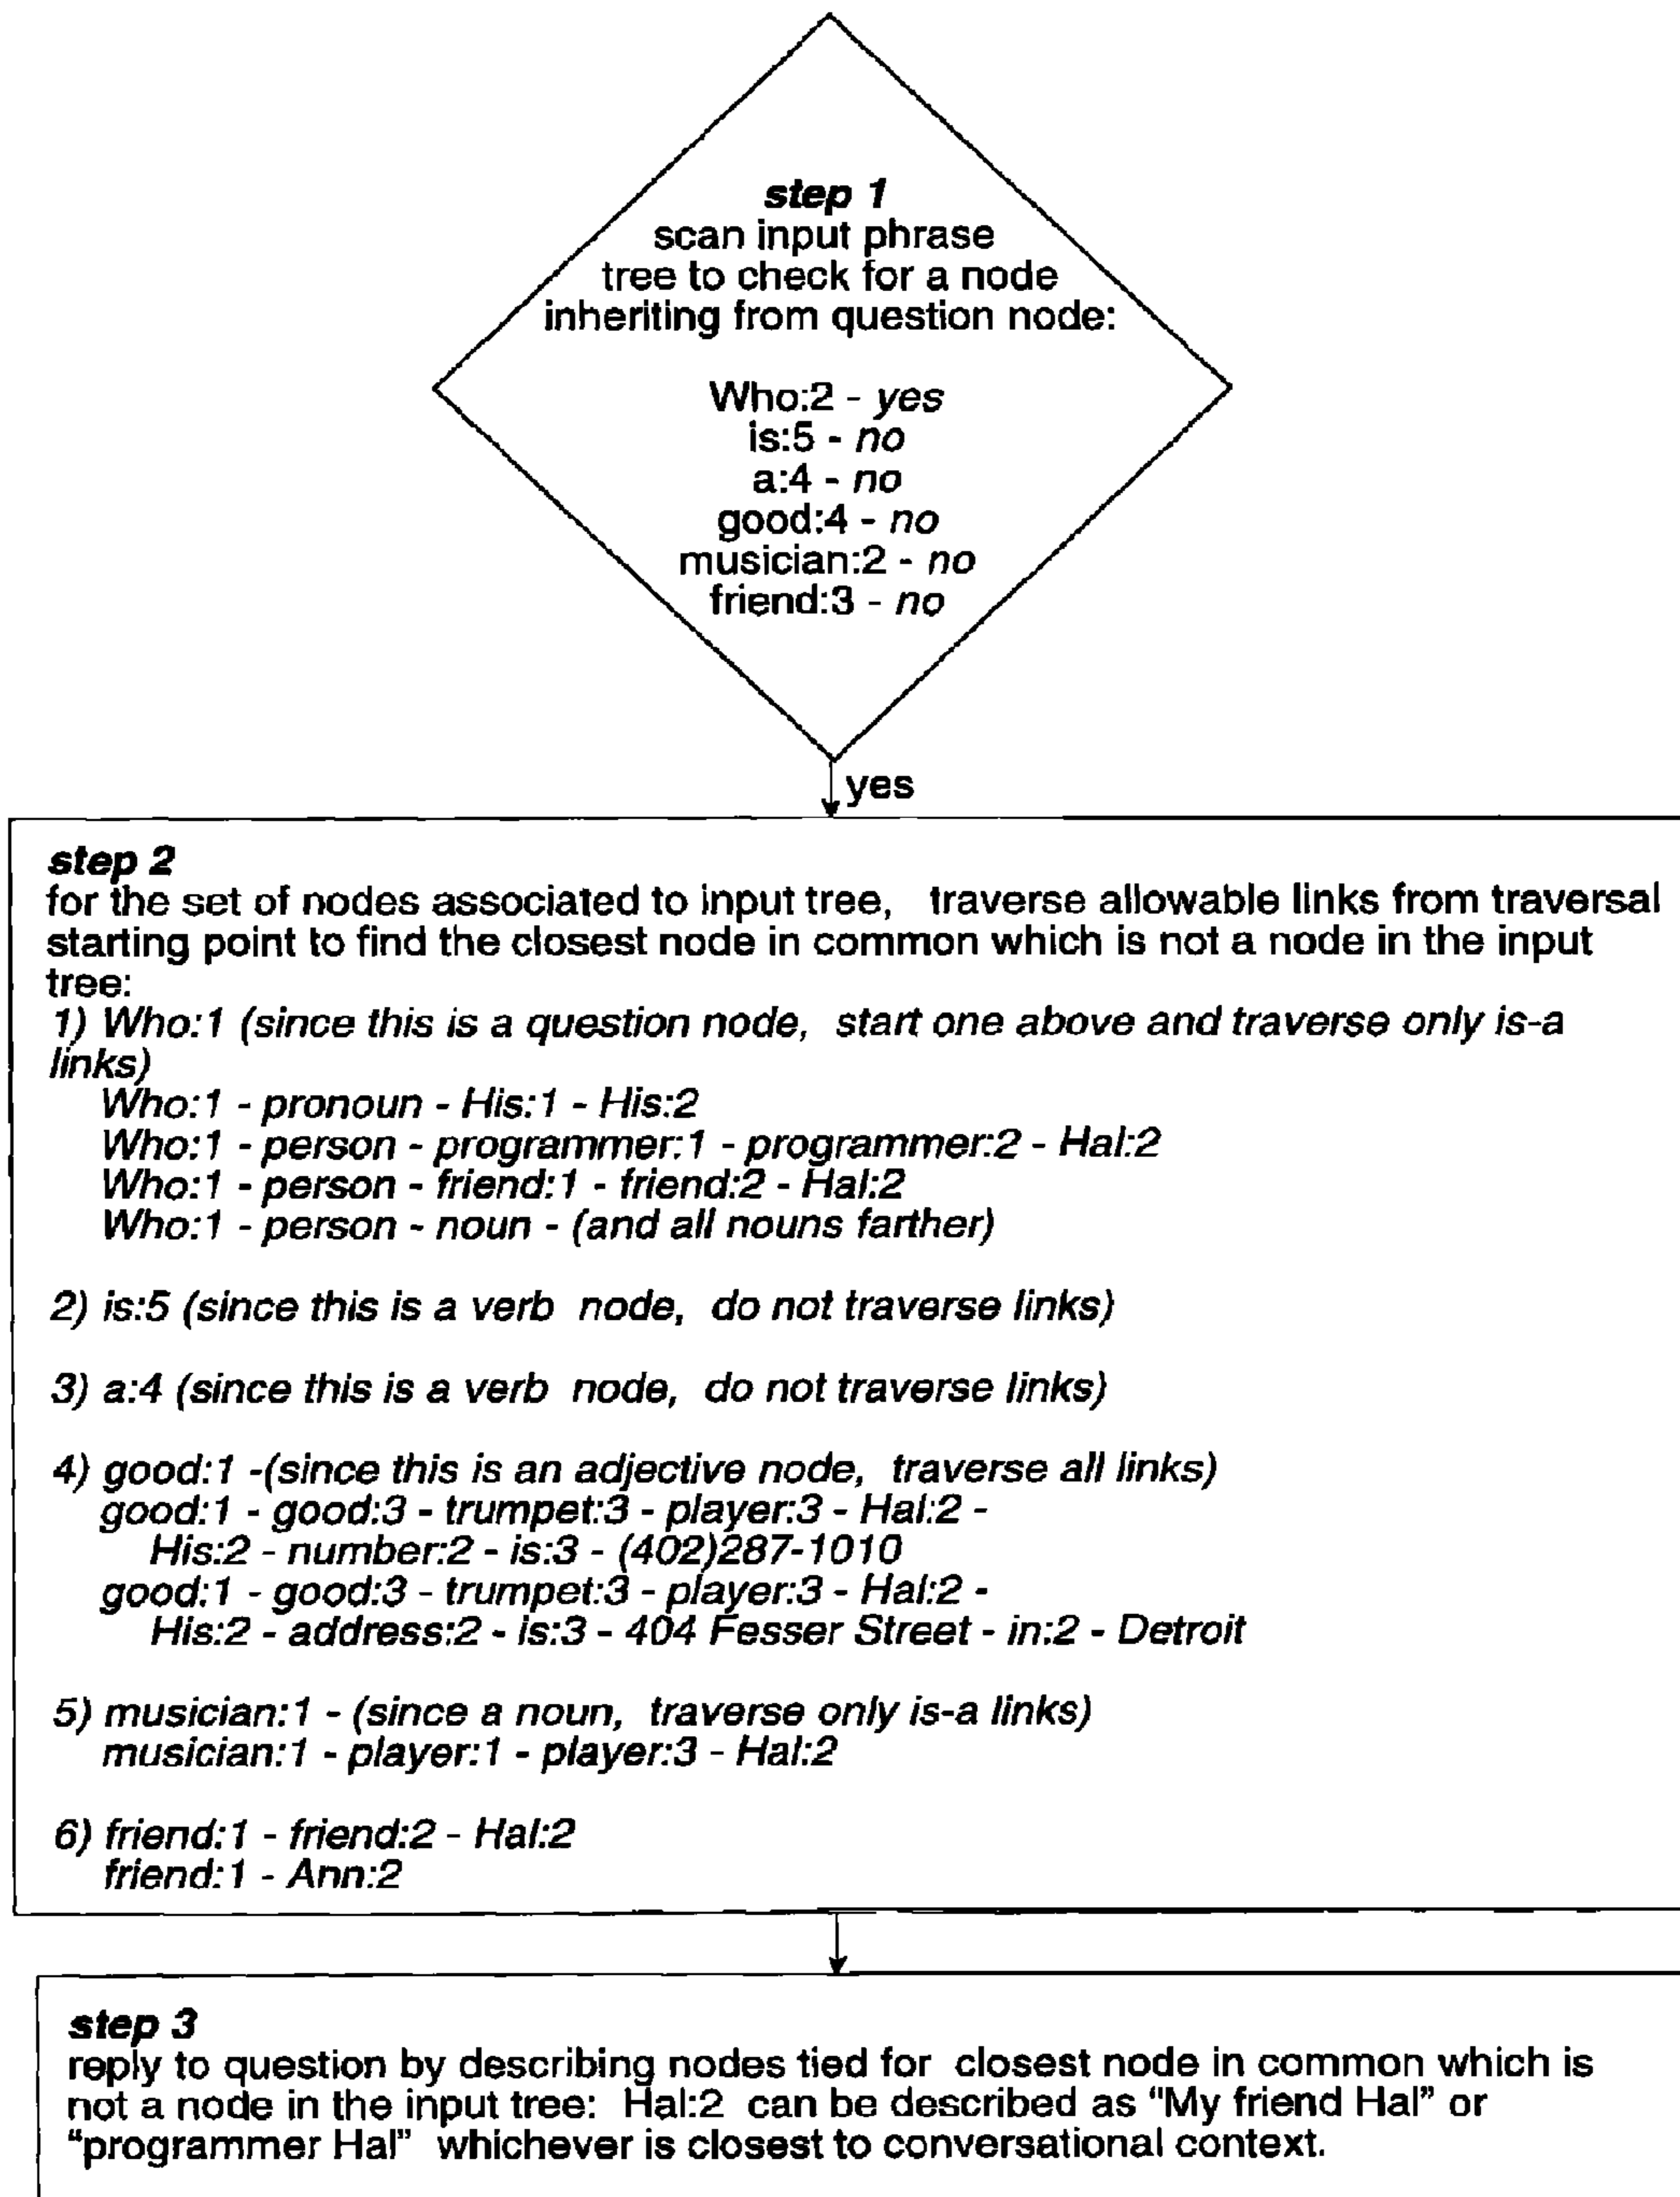 step 1
scan input phrase
tree to check for a node
inheriting from question node:
Who:2 - yes
is:5 - no
a:4 - no
good:4 - no
musician:2 - no
friend:3 - no
yes
step 2
for the set of nodes associated to input tree, traverse allowable links from traversal
starting point to find the closest node in common which is not a node in the input
tree:
1) Who:1 (since this is a question node, start one above and traverse only is-a
links)
Who:1 - pronoun - His:1 - His:2
Who:1 - person - programmer:1 - programmer:2 - Hal:2
Who:1 - person - friend:1 - friend:2 - Hal:2
Who:1 - person - noun - (and all nouns farther)
2) is:5 (since this is a verb node, do not traverse links)
3) a:4 (since this is a verb node, do not traverse links)
4) good:1 -(since this is an adjective node, traverse all links)
good:1 - good:3 - trumpet:3 - player:3 - Hal:2 -
His:2 - number:2 - is:3 - (402)287-1010
good:1 - good:3 - trumpet:3 - player:3 - Hal:2 -
His:2 - address:2 - is:3 - 404 Fesser Street - in:2 - Detroit
5) musician:1 - (since a noun, traverse only is-a links)
musician:1 - player:1 - player:3 - Hal:2
6) friend:1 - friend:2 - Hal:2
friend:1 - Ann:2
step 3
reply to question by describing nodes tied for closest node in common which is
not a node in the input tree: Hal:2 can be described as “My friend Hal” or
“programmer Hal” whichever is closest to conversational context.